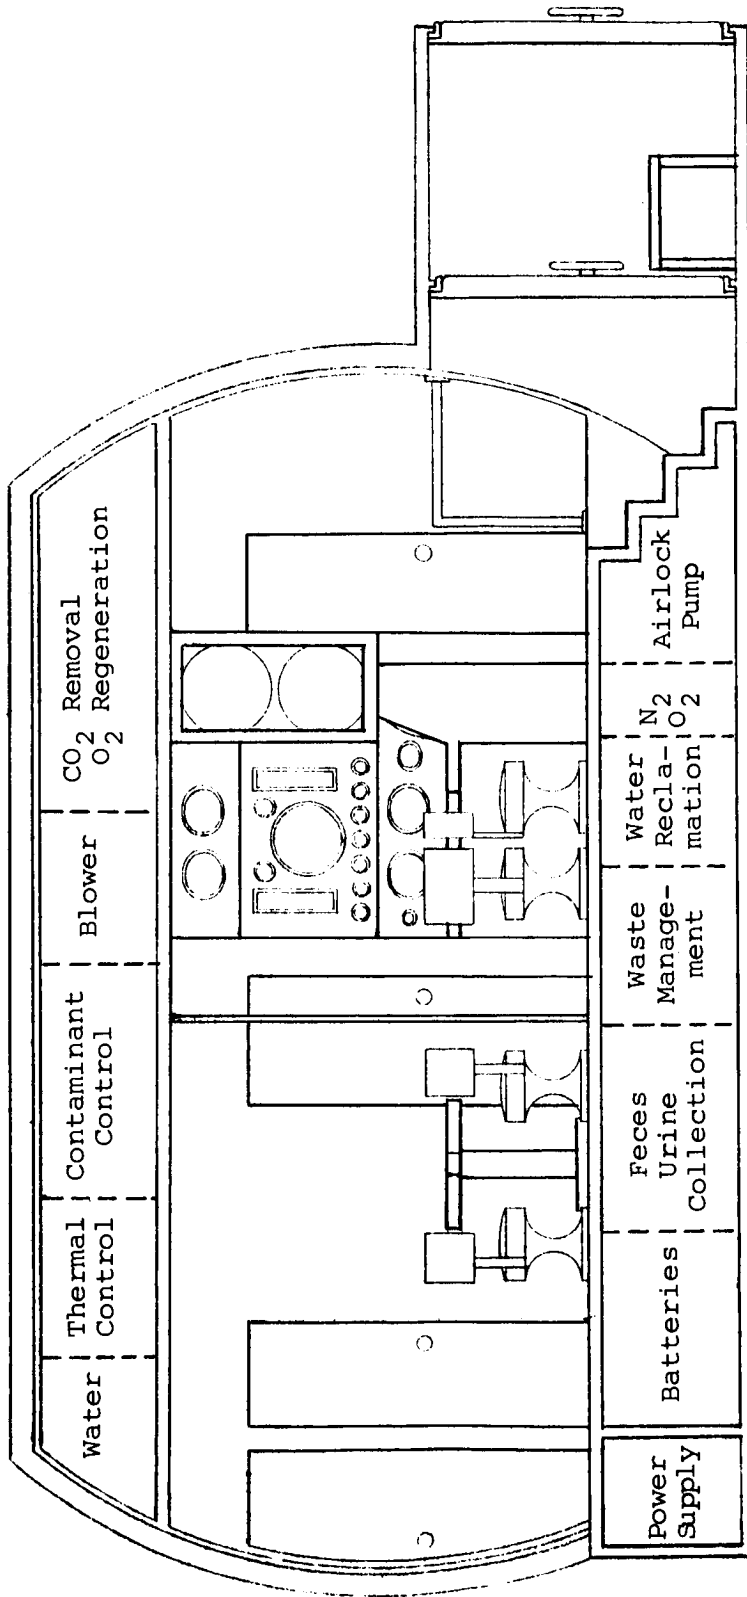 Water
Thermal
Control
Contaminant
Control
Blower
CO2 Removal
O2 Regeneration
Power
Supply
Batteries
Feces
Urine
Collection
Waste
Manage-
ment
Water
Recla-
mation
N2
O2
Airlock
Pump